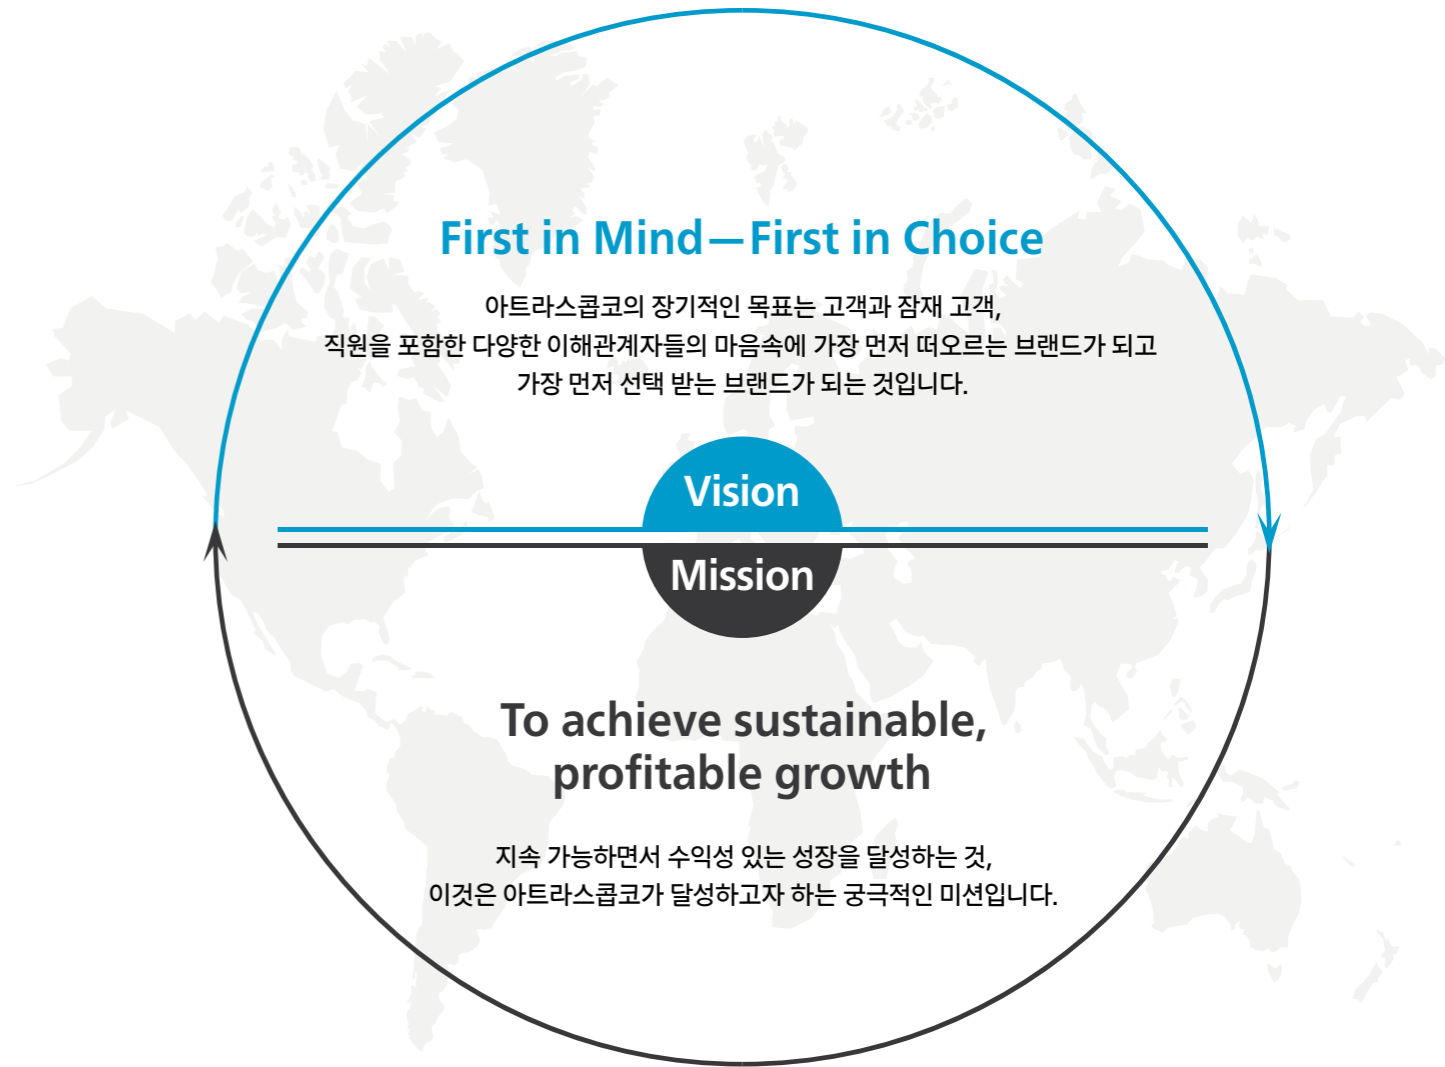 First in Mind—First in Choice
아트라스콥코의 장기적인 목표는 고객과 잠재 고객,
직원을 포함한 다양한 이해관계자들의 마음속에 가장 먼저 떠오르는 브랜드가 되고
가장 먼저 선택 받는 브랜드가 되는 것입니다.
Vision
Mission
To achieve sustainable,
profitable growth
지속 가능하면서 수익성 있는 성장을 달성하는 것,
이것은 아트라스콥코가 달성하고자 하는 궁극적인 미션입니다.